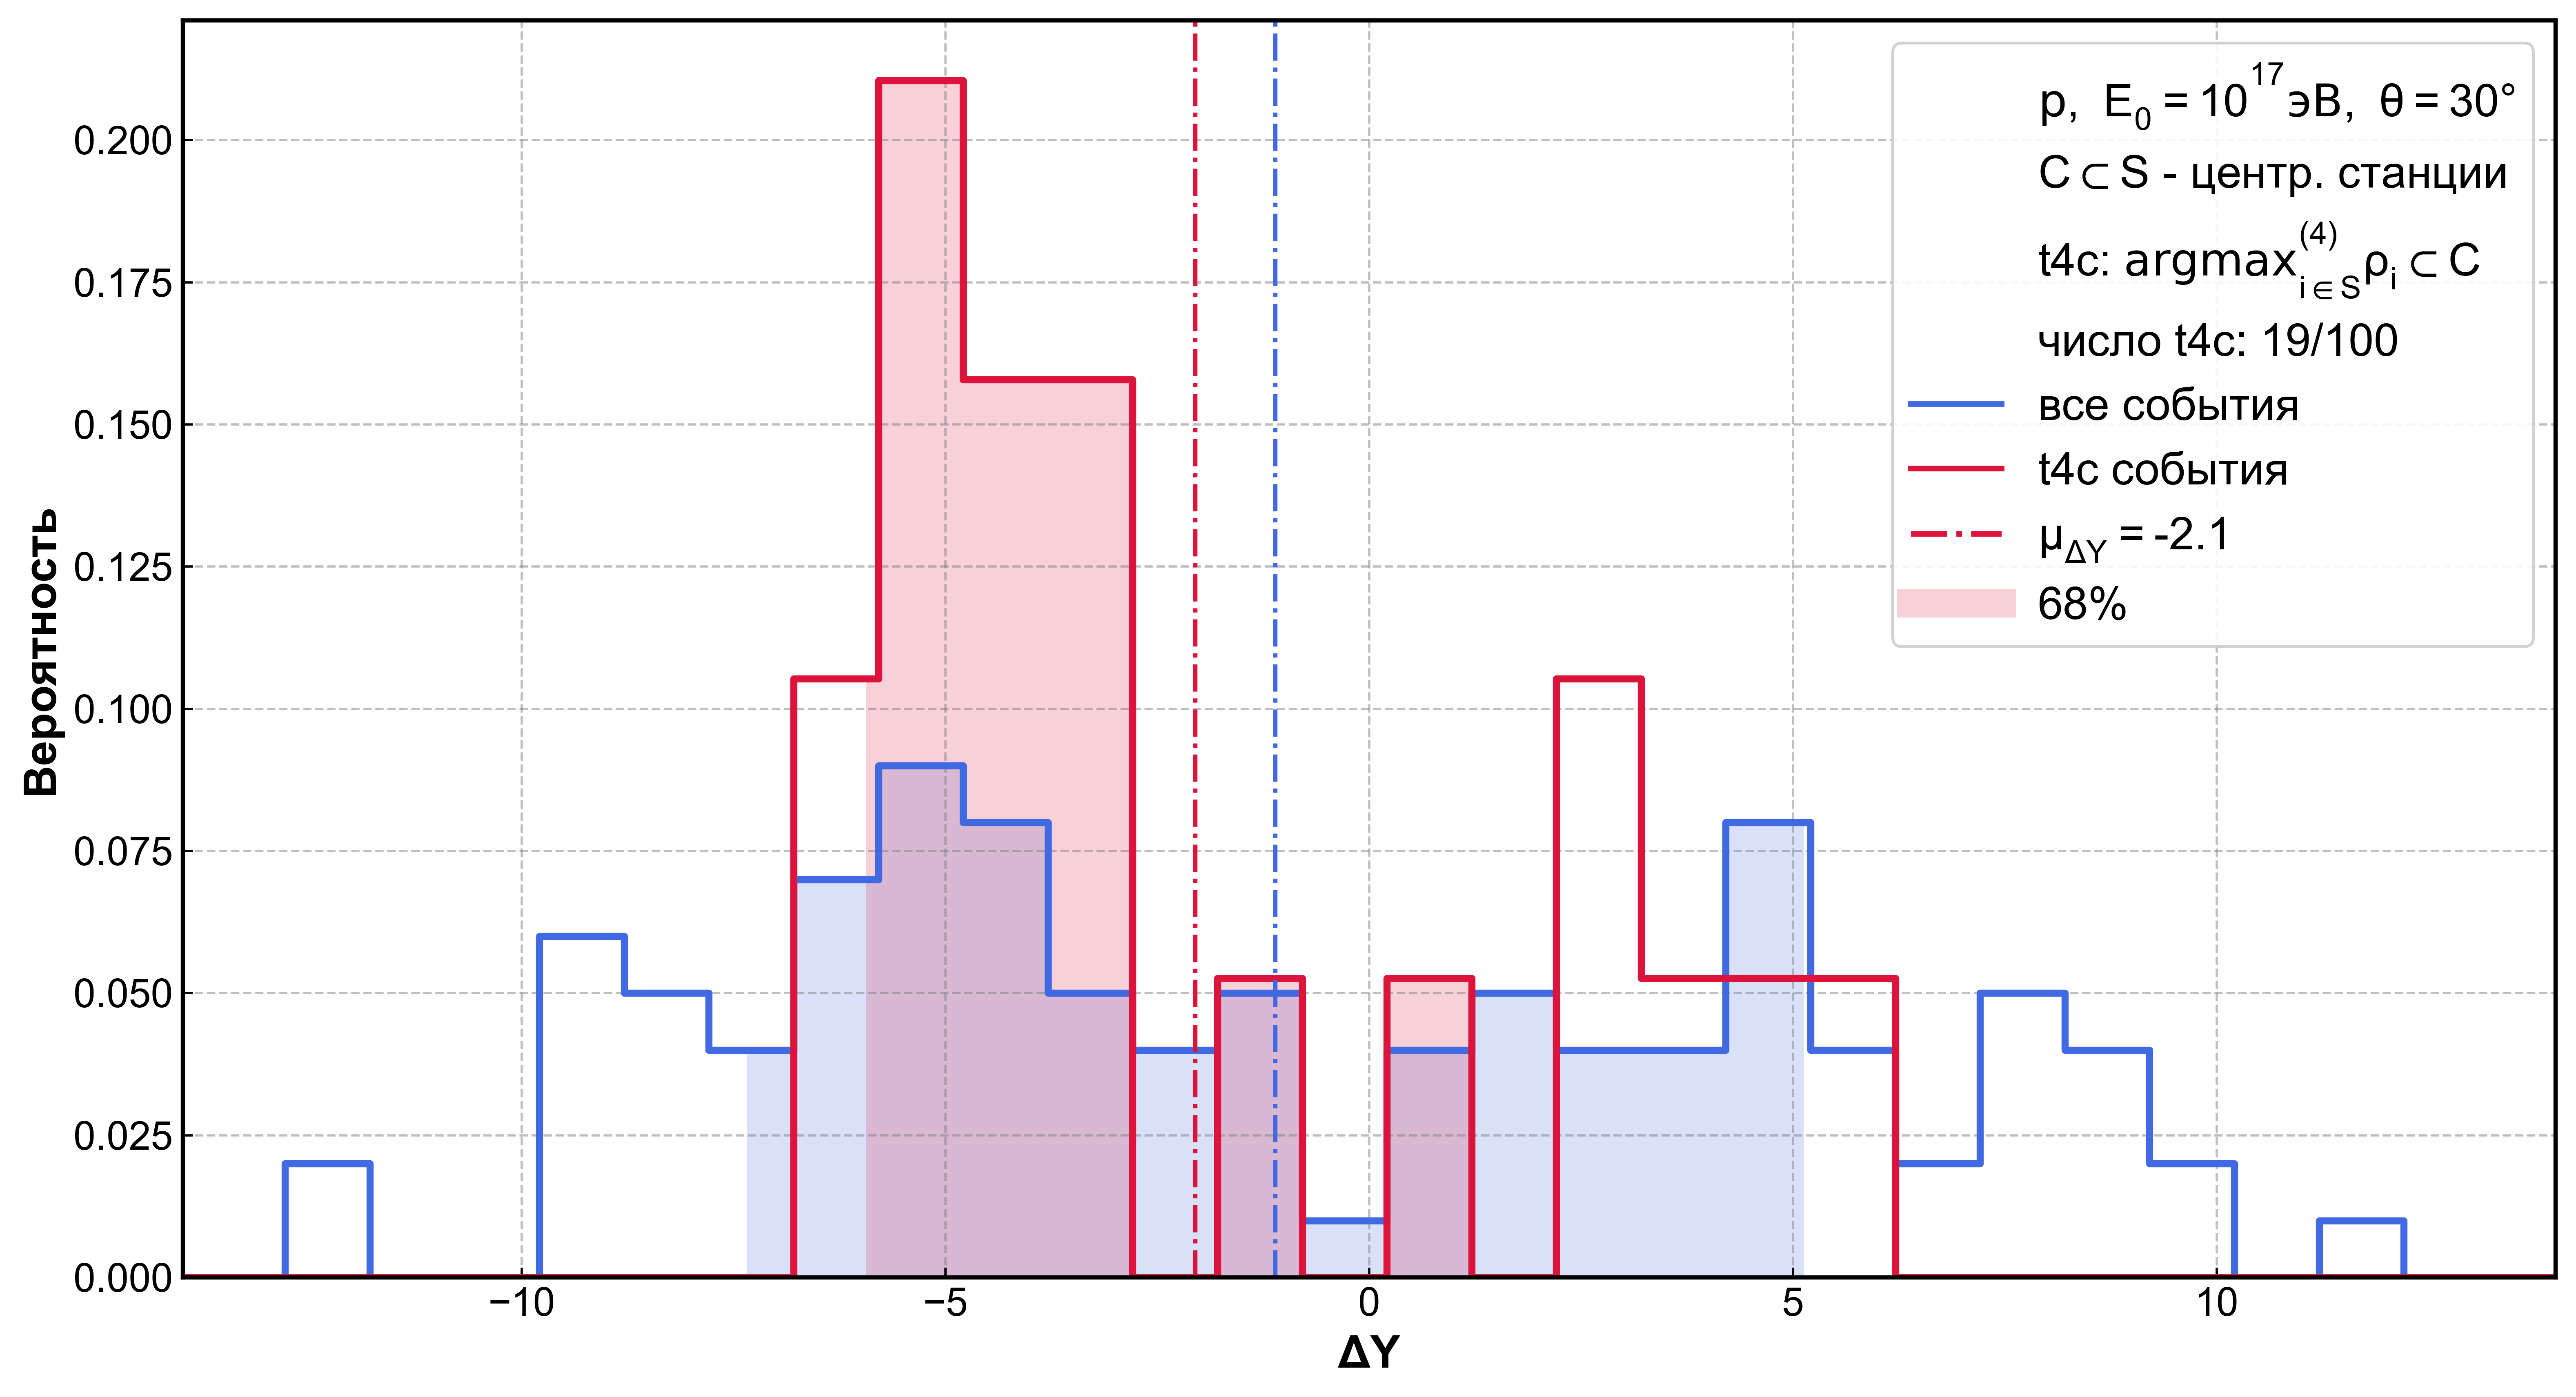 p, E₀ = 10¹⁷ эВ, θ = 30°
C ⊂ S - центр. станции
t4c: argmax⁽⁴⁾ᵢ ∈ S ρᵢ ⊂ C
число t4c: 19/100
все события
t4c события
μΔY = -2.1
68%
Вероятность
0.200
0.175
0.150
0.125
0.100
0.075
0.050
0.025
0.000
−10
−5
0
5
10
ΔY